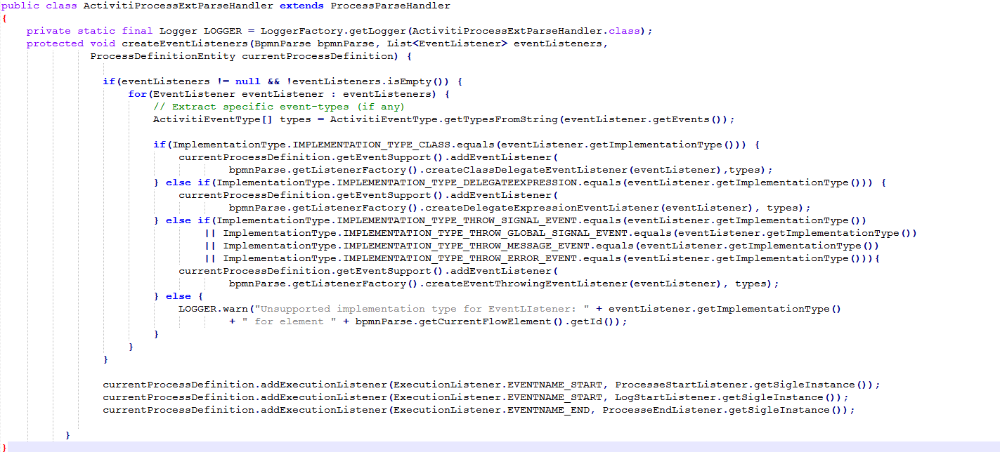 public class ActivitiProcessExtParseHandler extends ProcessParseHandler
{
    private static final Logger LOGGER = LoggerFactory.getLogger(ActivitiProcessExtParseHandler.class);
    protected void createEventListeners(BpmnParse bpmnParse, List<EventListener> eventListeners,
              ProcessDefinitionEntity currentProcessDefinition) {
                if(eventListeners != null && !eventListeners.isEmpty()) {
                    for(EventListener eventListener : eventListeners) {
                        // Extract specific event-types (if any)
                        ActivitiEventType[] types = ActivitiEventType.getTypesFromString(eventListener.getEvents());
                        if(ImplementationType.IMPLEMENTATION_TYPE_CLASS.equals(eventListener.getImplementationType())) {
                            currentProcessDefinition.getEventSupport().addEventListener(
                                    bpmnParse.getListenerFactory().createClassDelegateEventListener(eventListener),types);
                        } else if(ImplementationType.IMPLEMENTATION_TYPE_DELEGATEEXPRESSION.equals(eventListener.getImplementationType())) {
                            currentProcessDefinition.getEventSupport().addEventListener(
                                    bpmnParse.getListenerFactory().createDelegateExpressionEventListener(eventListener), types);
                        } else if(ImplementationType.IMPLEMENTATION_TYPE_THROW_SIGNAL_EVENT.equals(eventListener.getImplementationType())
                                || ImplementationType.IMPLEMENTATION_TYPE_THROW_GLOBAL_SIGNAL_EVENT.equals(eventListener.getImplementationType())
                                || ImplementationType.IMPLEMENTATION_TYPE_THROW_MESSAGE_EVENT.equals(eventListener.getImplementationType())
                                || ImplementationType.IMPLEMENTATION_TYPE_THROW_ERROR_EVENT.equals(eventListener.getImplementationType())){
                            currentProcessDefinition.getEventSupport().addEventListener(
                                    bpmnParse.getListenerFactory().createEventThrowingEventListener(eventListener), types);
                        } else {
                            LOGGER.warn("Unsupported implementation type for EventLIstener: " + eventListener.getImplementationType()
                                    + " for element " + bpmnParse.getCurrentFlowElement().getId());
                        }
                    }
                }
                currentProcessDefinition.addExecutionListener(ExecutionListener.EVENTNAME_START, ProcesseStartListener.getSigleInstance());
                currentProcessDefinition.addExecutionListener(ExecutionListener.EVENTNAME_START, LogStartListener.getSigleInstance());
                currentProcessDefinition.addExecutionListener(ExecutionListener.EVENTNAME_END, ProcesseEndListener.getSigleInstance());
          }
}